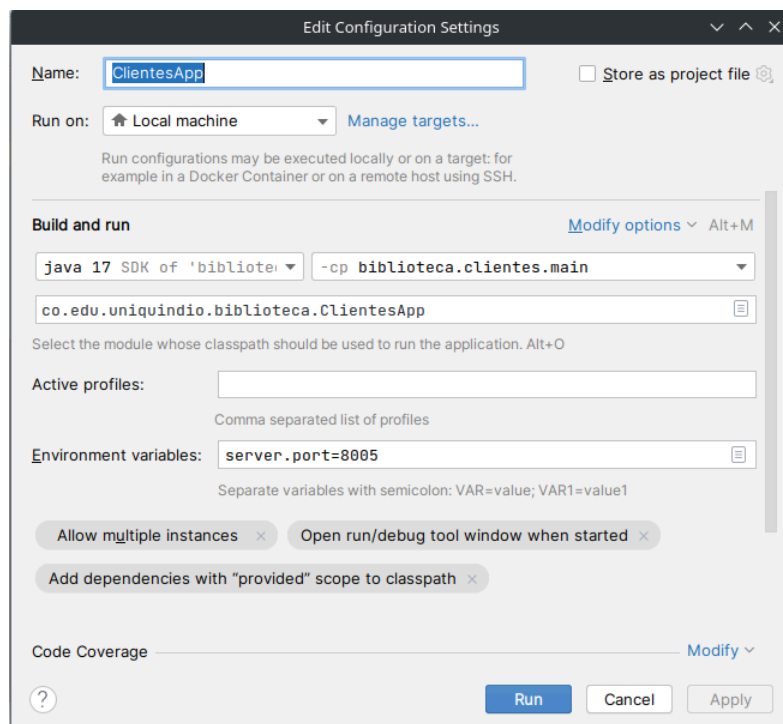 Edit Configuration Settings
Name: ClientesApp Store as project file
Run on: Local machine Manage targets...
Run configurations may be executed locally or on a target: for
example in a Docker Container or on a remote host using SSH.
Build and run Modify options Alt+M
java 17 SDK of 'bibliote -cp biblioteca.clientes.main
co.edu.uniquindio.biblioteca.ClientesApp
Select the module whose classpath should be used to run the application. Alt+O
Active profiles:
Comma separated list of profiles
Environment variables: server.port=8005
Separate variables with semicolon: VAR=value; VAR1=value1
Allow multiple instances × Open run/debug tool window when started ×
Add dependencies with “provided” scope to classpath ×
Code Coverage Modify
? Run Cancel Apply